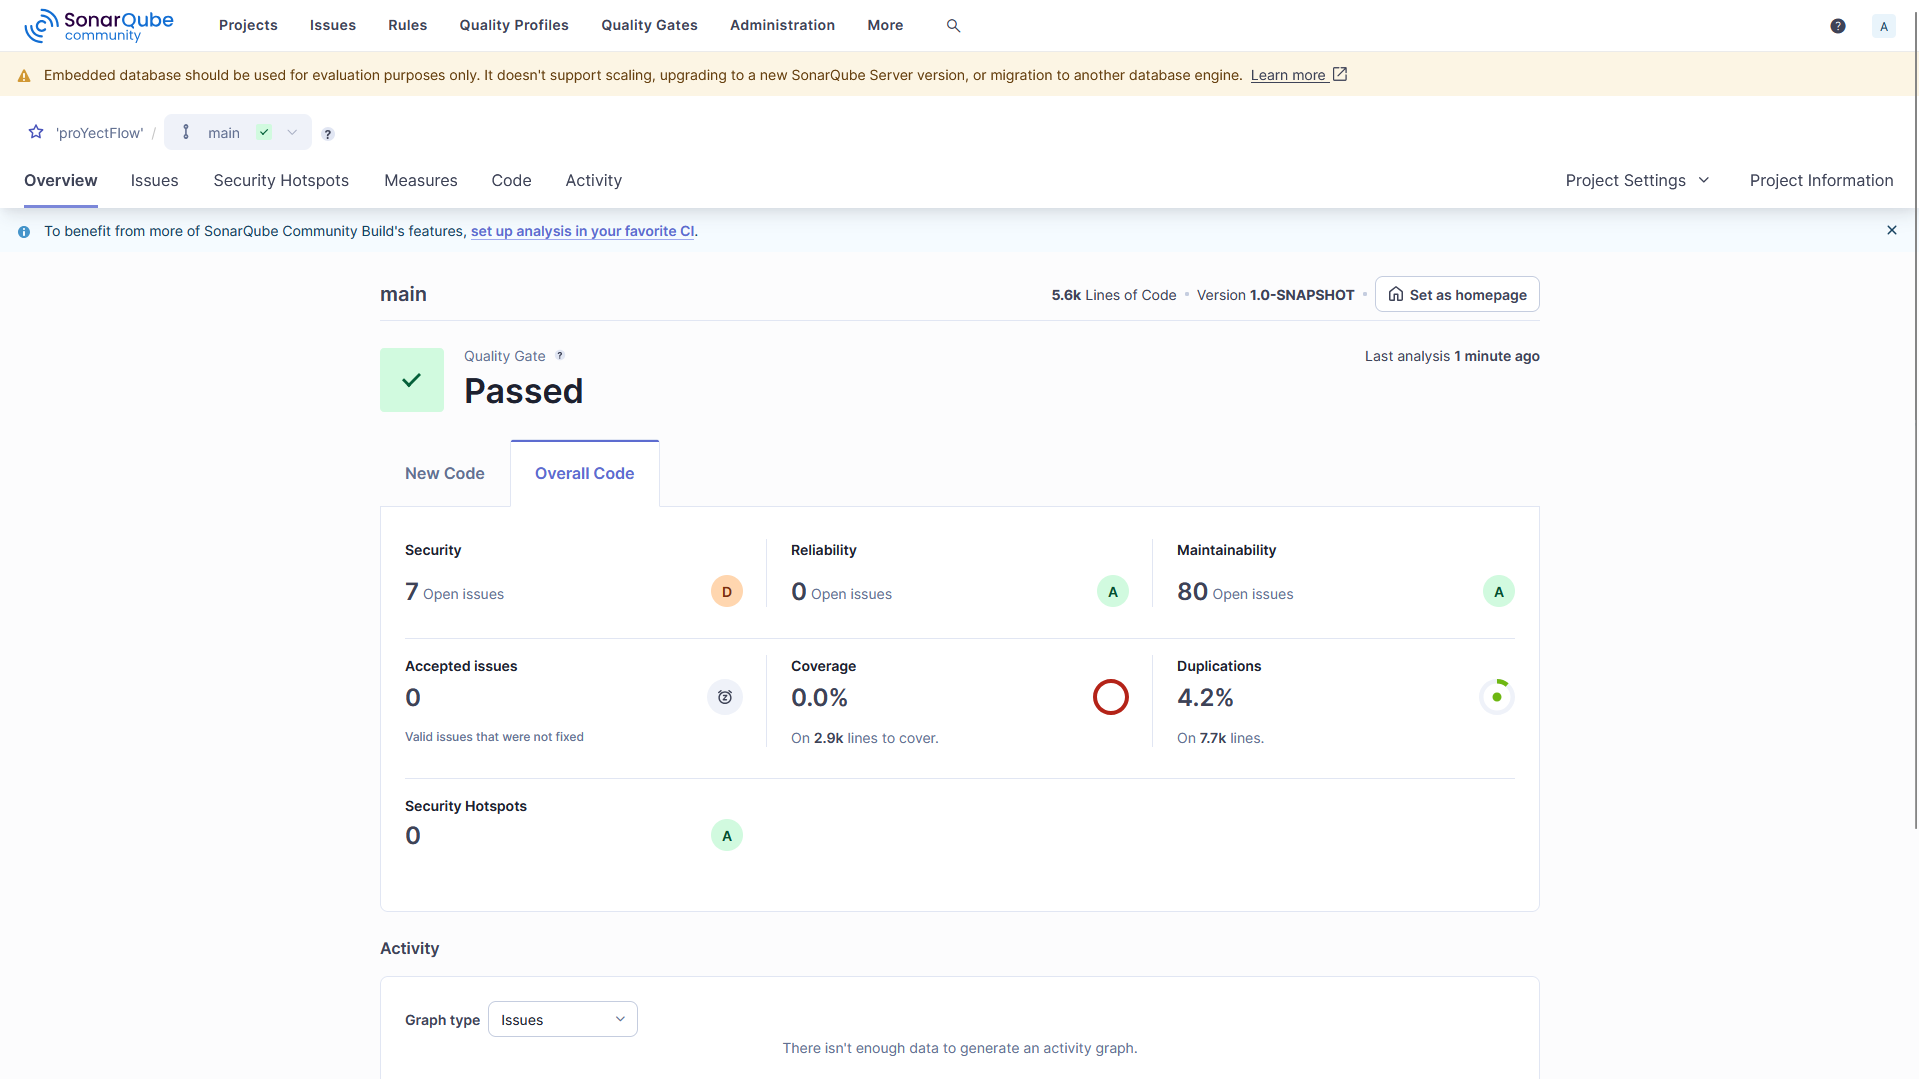 SonarQube community
Projects Issues Rules Quality Profiles Quality Gates Administration More ? A
Embedded database should be used for evaluation purposes only. It doesn't support scaling, upgrading to a new SonarQube Server version, or migration to another database engine. Learn more
'proYectFlow' / main ?
Overview Issues Security Hotspots Measures Code Activity Project Settings Project Information
To benefit from more of SonarQube Community Build's features, set up analysis in your favorite CI.
main 5.6k Lines of Code • Version 1.0-SNAPSHOT • Set as homepage
Quality Gate ? Last analysis 1 minute ago
Passed
New Code Overall Code
Security Reliability Maintainability
7 Open issues D 0 Open issues A 80 Open issues A
Accepted issues Coverage Duplications
0 0.0% 4.2%
Valid issues that were not fixed On 2.9k lines to cover. On 7.7k lines.
Security Hotspots
0 A
Activity
Graph type Issues
There isn't enough data to generate an activity graph.